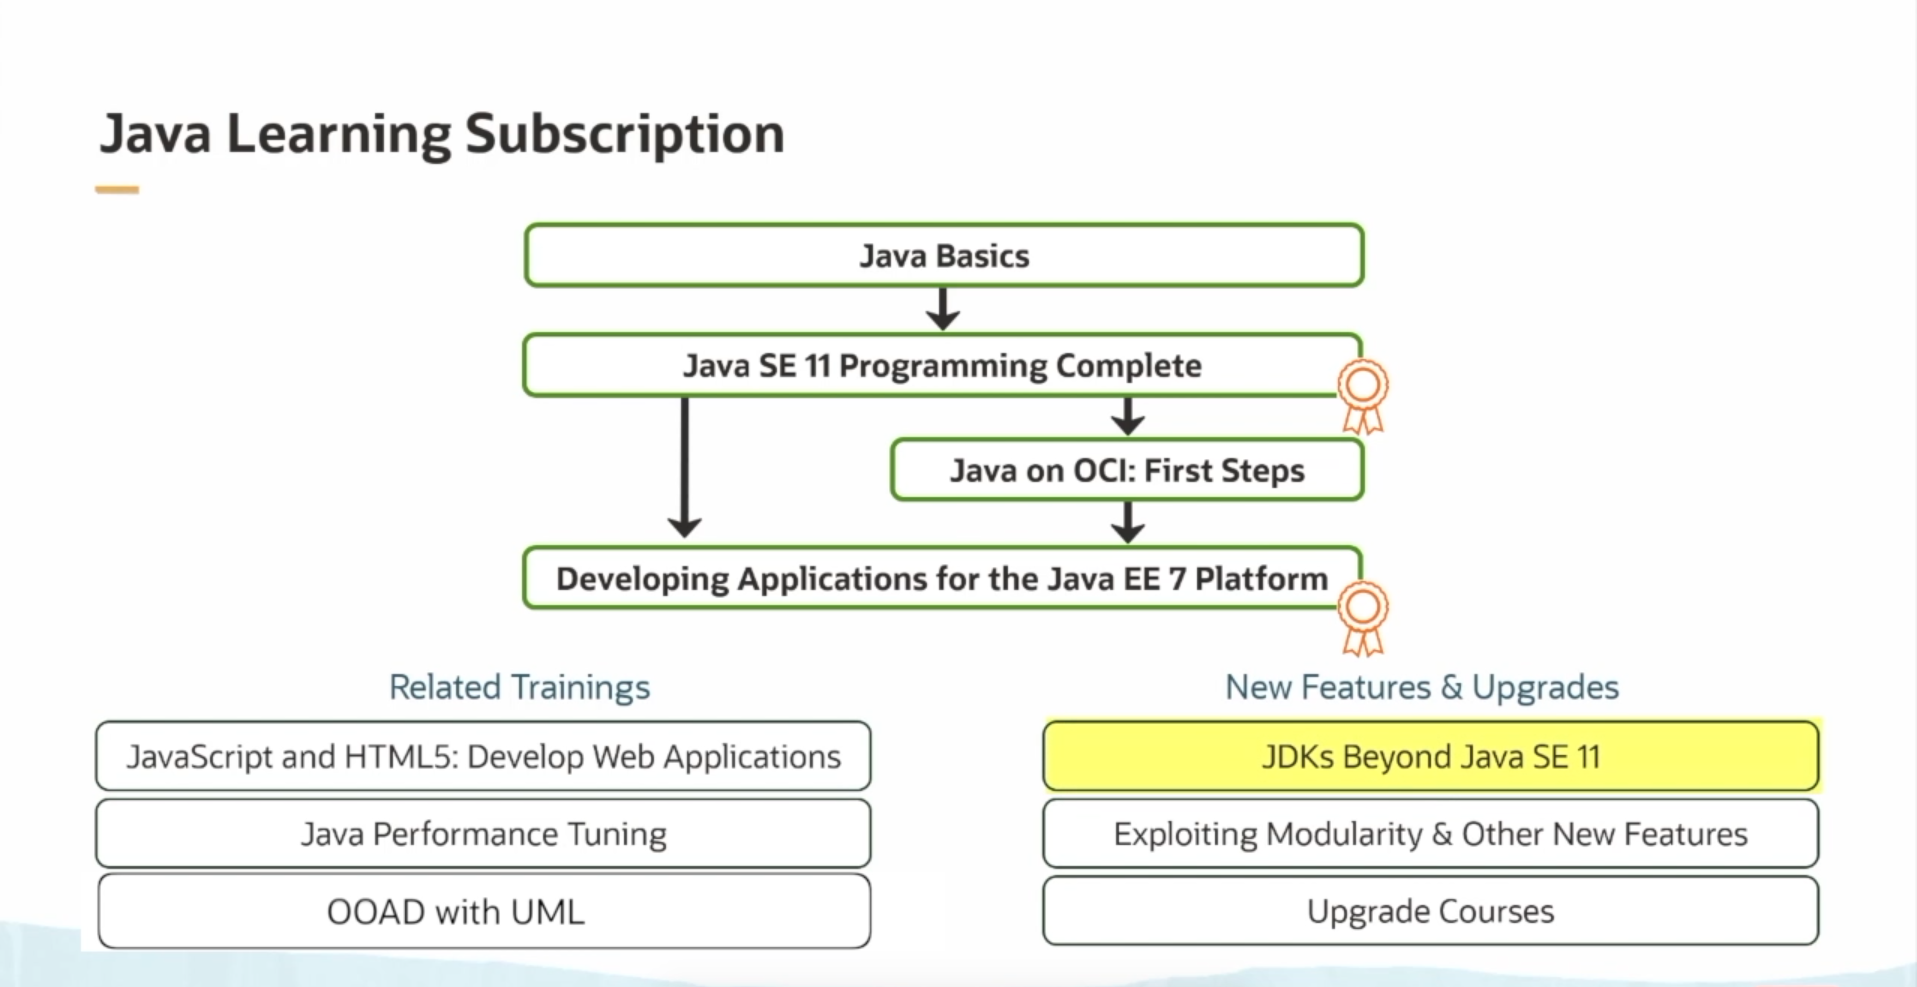 Java Learning Subscription
Java Basics
Java SE 11 Programming Complete
Java on OCI: First Steps
Developing Applications for the Java EE 7 Platform
Related Trainings
JavaScript and HTML5: Develop Web Applications
Java Performance Tuning
OOAD with UML
New Features & Upgrades
JDKs Beyond Java SE 11
Exploiting Modularity & Other New Features
Upgrade Courses